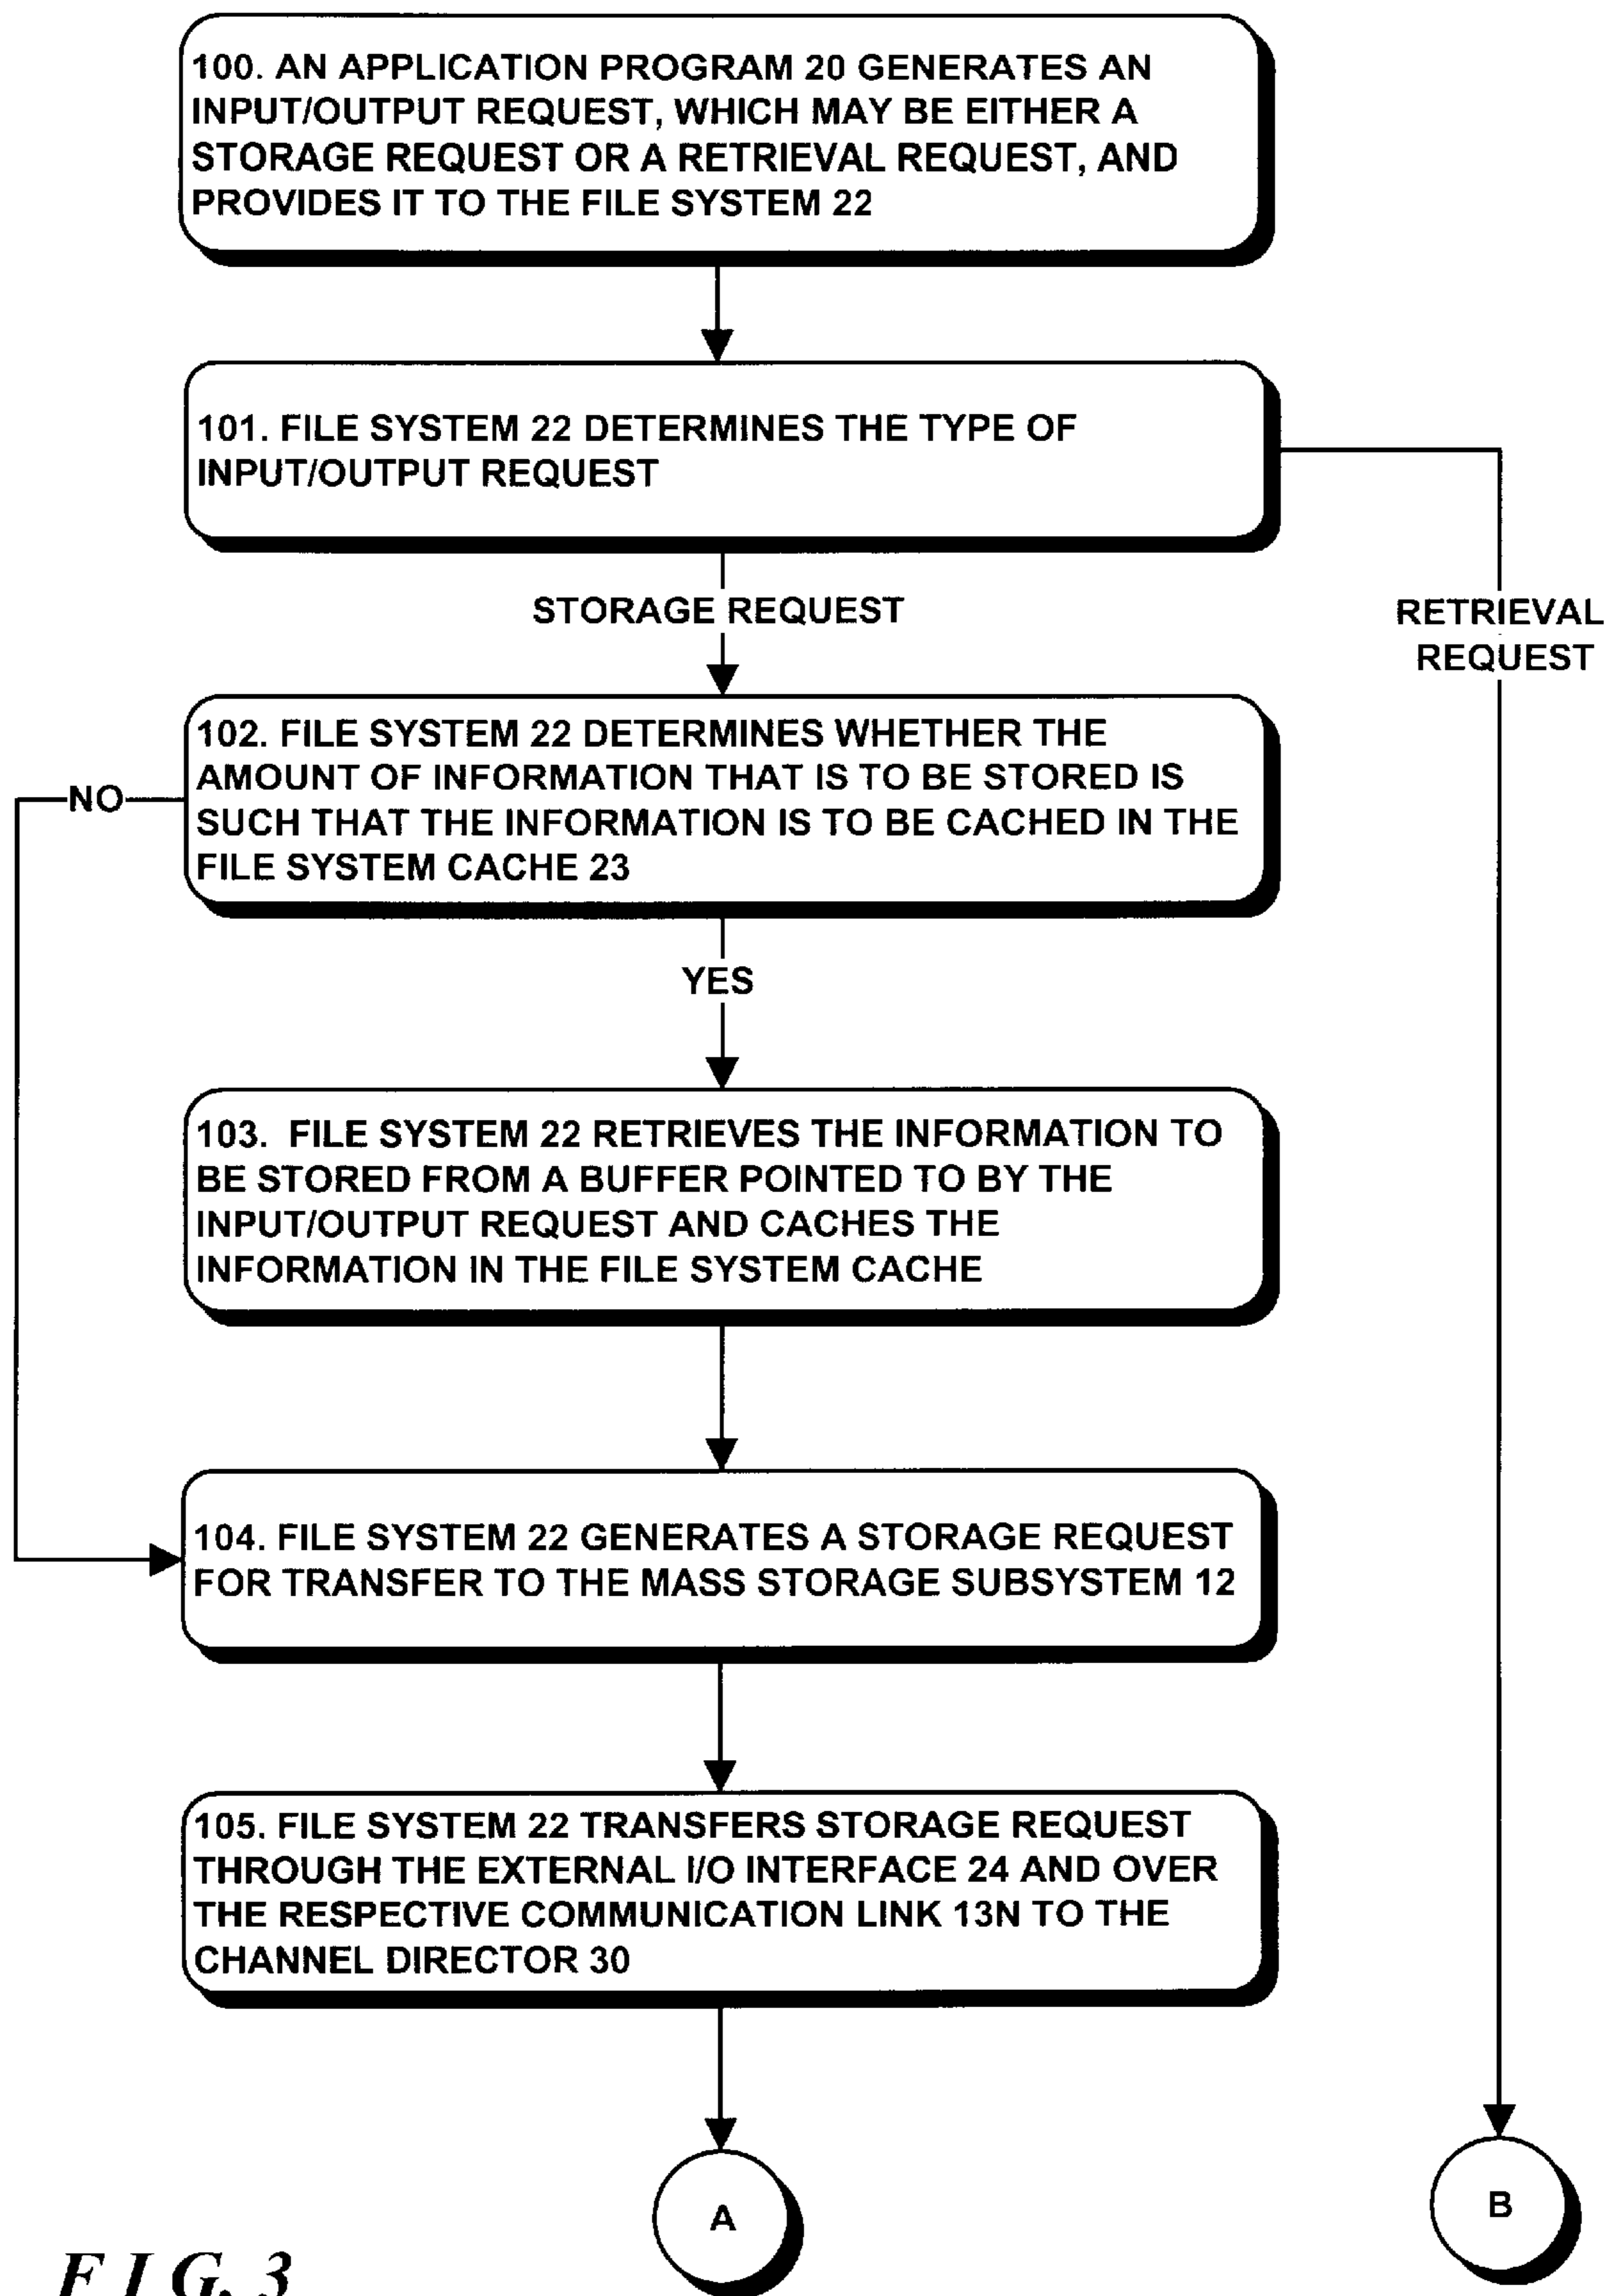 100. AN APPLICATION PROGRAM 20 GENERATES AN
INPUT/OUTPUT REQUEST, WHICH MAY BE EITHER A
STORAGE REQUEST OR A RETRIEVAL REQUEST, AND
PROVIDES IT TO THE FILE SYSTEM 22
101. FILE SYSTEM 22 DETERMINES THE TYPE OF
INPUT/OUTPUT REQUEST
STORAGE REQUEST
RETRIEVAL
REQUEST
102. FILE SYSTEM 22 DETERMINES WHETHER THE
AMOUNT OF INFORMATION THAT IS TO BE STORED IS
SUCH THAT THE INFORMATION IS TO BE CACHED IN THE
FILE SYSTEM CACHE 23
NO
YES
103. FILE SYSTEM 22 RETRIEVES THE INFORMATION TO
BE STORED FROM A BUFFER POINTED TO BY THE
INPUT/OUTPUT REQUEST AND CACHES THE
INFORMATION IN THE FILE SYSTEM CACHE
104. FILE SYSTEM 22 GENERATES A STORAGE REQUEST
FOR TRANSFER TO THE MASS STORAGE SUBSYSTEM 12
105. FILE SYSTEM 22 TRANSFERS STORAGE REQUEST
THROUGH THE EXTERNAL I/O INTERFACE 24 AND OVER
THE RESPECTIVE COMMUNICATION LINK 13N TO THE
CHANNEL DIRECTOR 30
A
B
FIG. 3